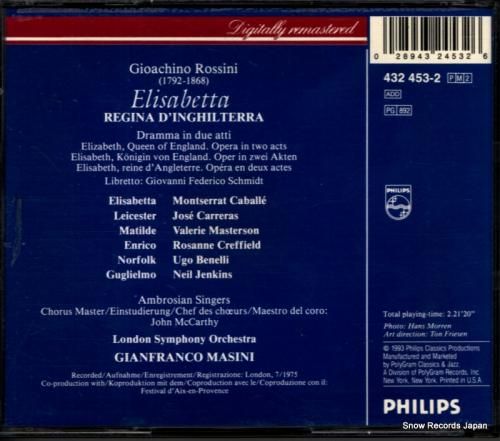 Digitally remastered
0 28943 24532 6
Gioachino Rossini
(1792-1868)
Elisabetta
REGINA D'INGHILTERRA
Dramma in due atti
Elizabeth, Queen of England. Opera in two acts
Elisabeth, Königin von England. Oper in zwei Akten
Elisabeth, reine d'Angleterre. Opéra en deux actes
Libretto: Giovanni Federico Schmidt
Elisabetta Montserrat Caballé
Leicester José Carreras
Matilde Valerie Masterson
Enrico Rosanne Creffield
Norfolk Ugo Benelli
Guglielmo Neil Jenkins
Ambrosian Singers
Chorus Master/Einstudierung/Chef des chœurs/Maestro del coro:
John McCarthy
London Symphony Orchestra
GIANFRANCO MASINI
Recorded/Aufnahme/Enregistrement/Registrazione: London, 7/1975
Co-production with/Koproduktion mit dem/Coproduction avec le/Coproduzione con il:
Festival d'Aix-en-Provence
432 453-2 P M 2
ADD
PG 892
PHILIPS
Total playing-time: 2.21'20"
Photo: Hans Morren
Art direction: Ton Friesen
© 1993 Philips Classics Productions
Manufactured and Marketed
by PolyGram Classics & Jazz.
A Division of PolyGram Records, Inc.
New York, New York. Printed in U.S.A.
PHILIPS
Snow Records Japan